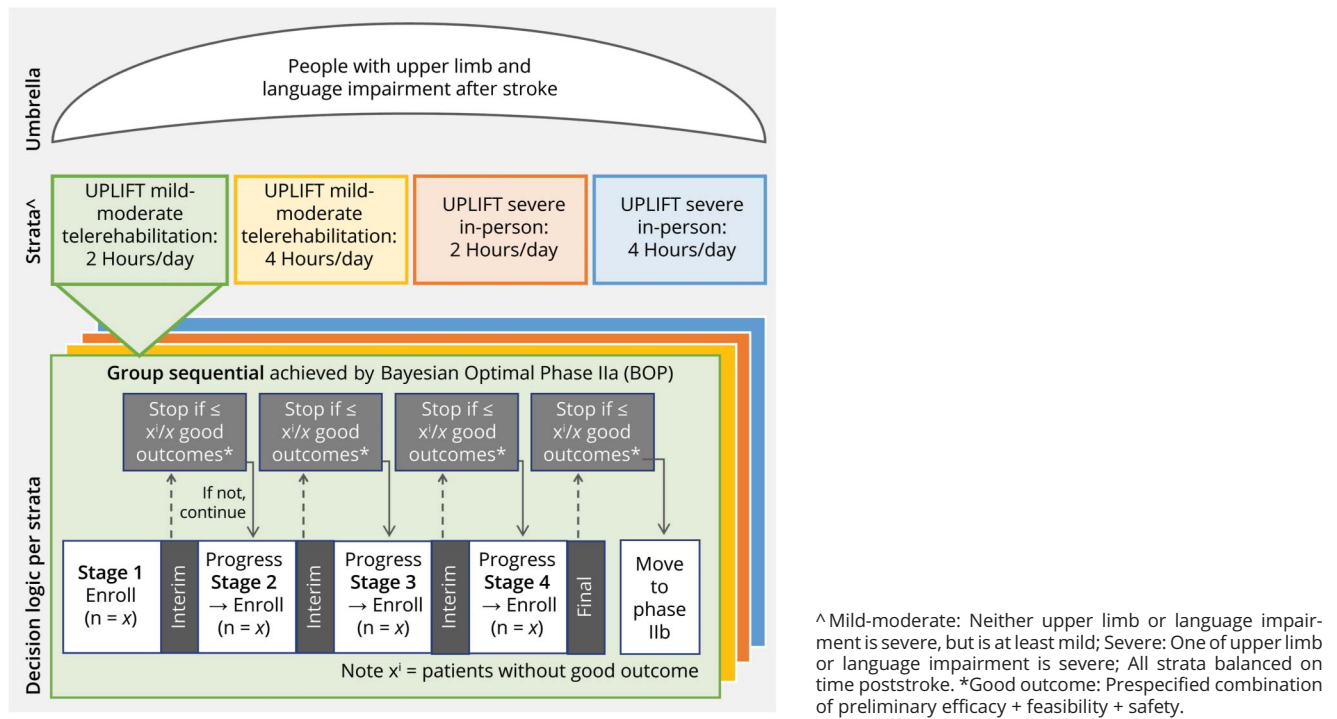 Umbrella
People with upper limb and
language impairment after stroke
Strata^
UPLIFT mild-
moderate
telerehabilitation:
2 Hours/day
UPLIFT mild-
moderate
telerehabilitation:
4 Hours/day
UPLIFT severe
in-person:
2 Hours/day
UPLIFT severe
in-person:
4 Hours/day
Decision logic per strata
Group sequential achieved by Bayesian Optimal Phase IIa (BOP)
Stop if ≤
xⁱ/x good
outcomes*
Stop if ≤
xⁱ/x good
outcomes*
Stop if ≤
xⁱ/x good
outcomes*
Stop if ≤
xⁱ/x good
outcomes*
If not,
continue
Stage 1
Enroll
(n = x)
Interim
Progress
Stage 2
→ Enroll
(n = x)
Interim
Progress
Stage 3
→ Enroll
(n = x)
Interim
Progress
Stage 4
→ Enroll
(n = x)
Final
Move
to
phase
IIb
Note xⁱ = patients without good outcome
^ Mild-moderate: Neither upper limb or language impair-
ment is severe, but is at least mild; Severe: One of upper limb
or language impairment is severe; All strata balanced on
time poststroke. *Good outcome: Prespecified combination
of preliminary efficacy + feasibility + safety.